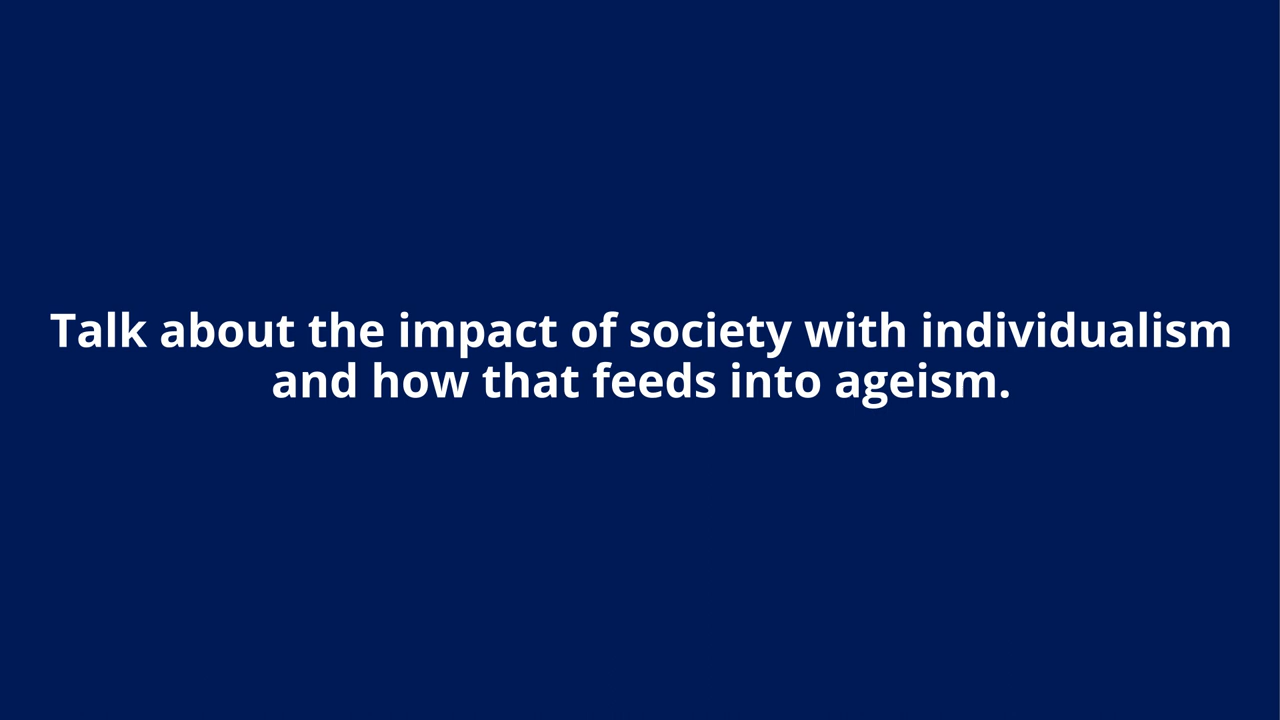 Talk about the impact of society with individualism
and how that feeds into ageism.